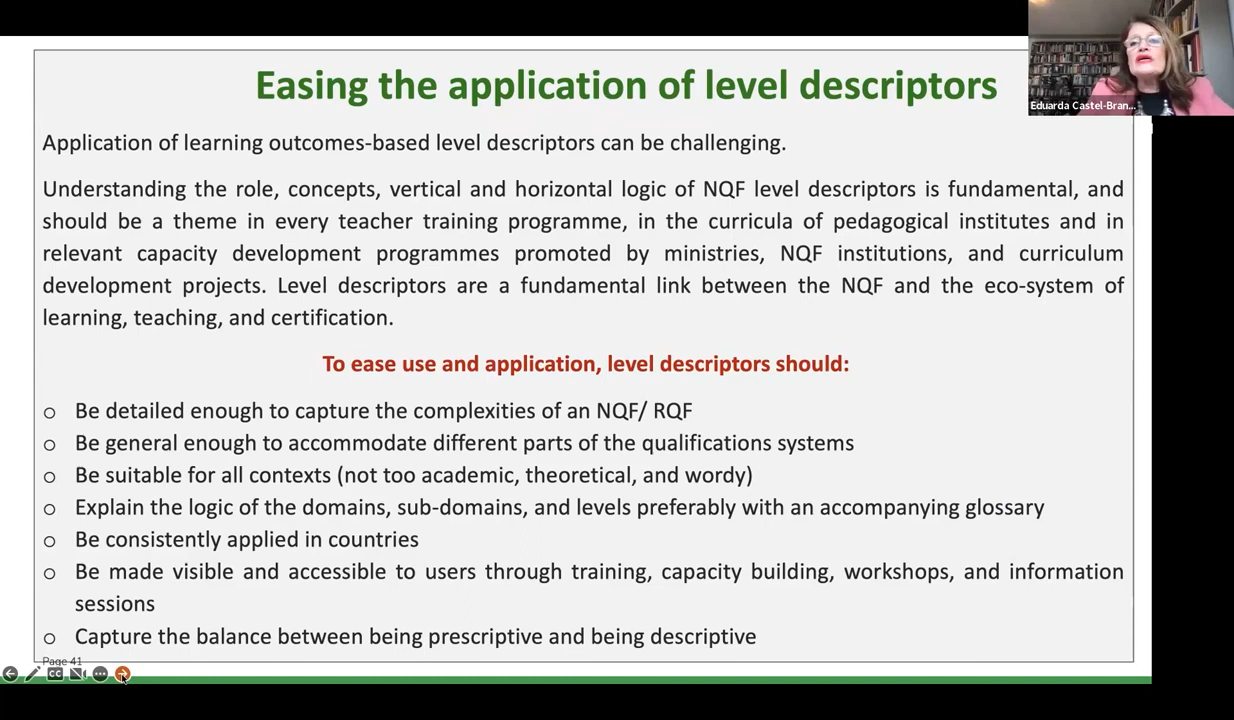 Easing the application of level descriptors
Eduarda Castel-Bran...
Application of learning outcomes-based level descriptors can be challenging.
Understanding the role, concepts, vertical and horizontal logic of NQF level descriptors is fundamental, and
should be a theme in every teacher training programme, in the curricula of pedagogical institutes and in
relevant capacity development programmes promoted by ministries, NQF institutions, and curriculum
development projects. Level descriptors are a fundamental link between the NQF and the eco-system of
learning, teaching, and certification.
To ease use and application, level descriptors should:
o Be detailed enough to capture the complexities of an NQF/ RQF
o Be general enough to accommodate different parts of the qualifications systems
o Be suitable for all contexts (not too academic, theoretical, and wordy)
o Explain the logic of the domains, sub-domains, and levels preferably with an accompanying glossary
o Be consistently applied in countries
o Be made visible and accessible to users through training, capacity building, workshops, and information
sessions
o Capture the balance between being prescriptive and being descriptive
Page 41
CC